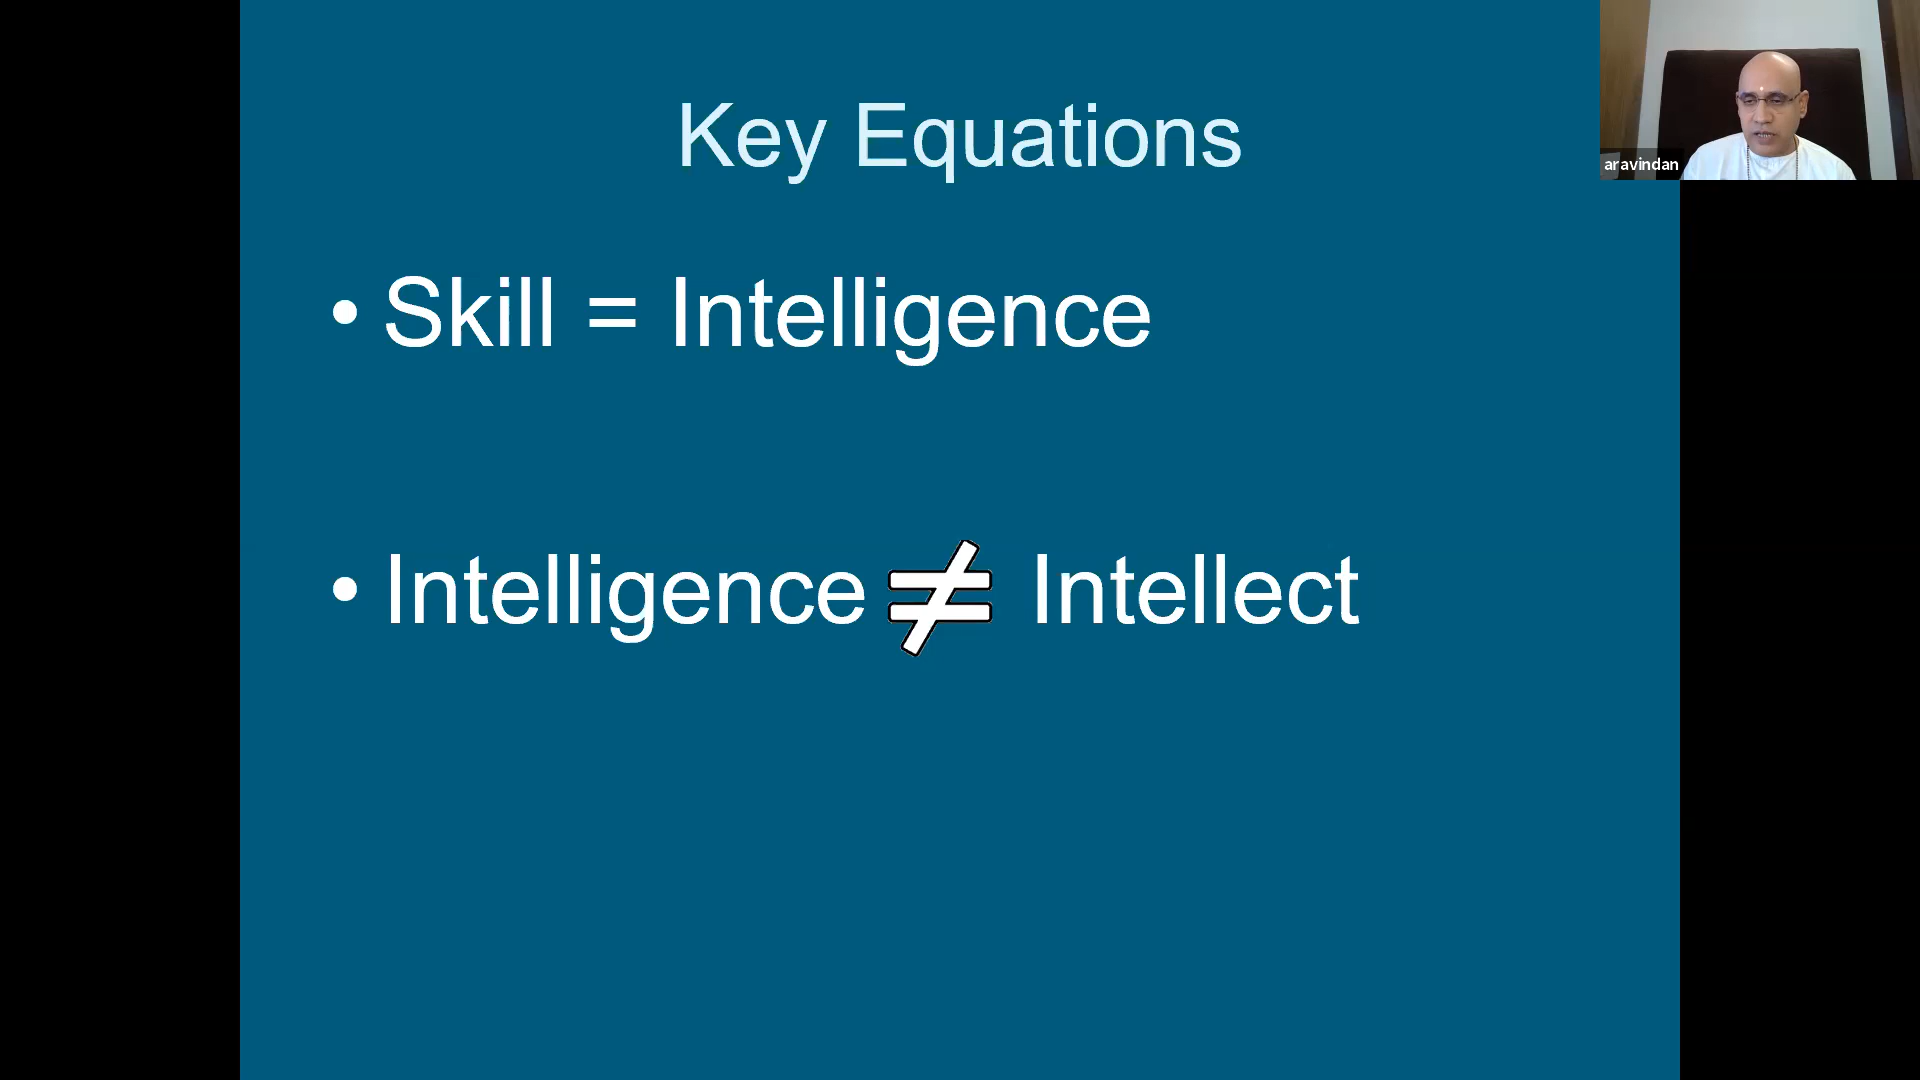 Key Equations
• Skill = Intelligence
• Intelligence ≠ Intellect
aravindan